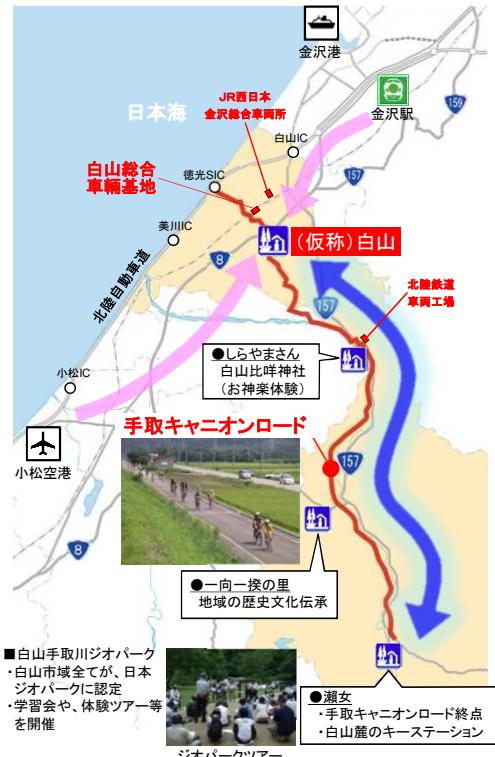 金沢港
JR西日本
金沢総合車両所
金沢駅
159
日本海
白山IC
157
白山総合
車輛基地
徳光SIC
美川IC
8
(仮称)白山
北陸自動車道
157
北陸鉄道
車両工場
●しらやまさん
白山比咩神社
(お神楽体験)
小松IC
小松空港
手取キャニオンロード
157
8
●一向一揆の里
地域の歴史文化伝承
■白山手取川ジオパーク
・白山市域全てが、日本
ジオパークに認定
・学習会や、体験ツアー等
を開催
●瀬女
・手取キャニオンロード終点
・白山麓のキーステーション
ジオパークツアー